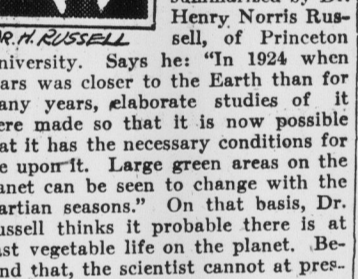 Henry Norris Rus-
DR. H. RUSSELL sell, of Princeton
niversity. Says he: "In 1924 when
ars was closer to the Earth than for
any years, elaborate studies of it
ere made so that it is now possible
at it has the necessary conditions for
e upon it. Large green areas on the
anet can be seen to change with the
artian seasons." On that basis, Dr.
ussell thinks it probable there is at
ast vegetable life on the planet. Be-
nd that, the scientist cannot at pres-